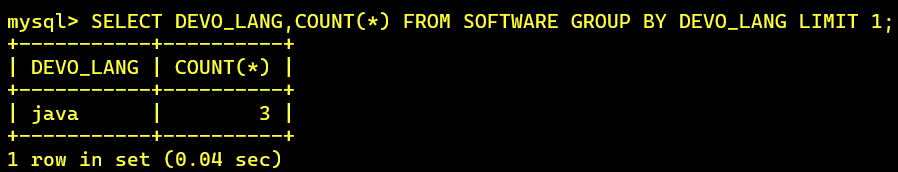 mysql> SELECT DEVO_LANG,COUNT(*) FROM SOFTWARE GROUP BY DEVO_LANG LIMIT 1;
+-----------+----------+
| DEVO_LANG | COUNT(*) |
+-----------+----------+
| java      |        3 |
+-----------+----------+
1 row in set (0.04 sec)